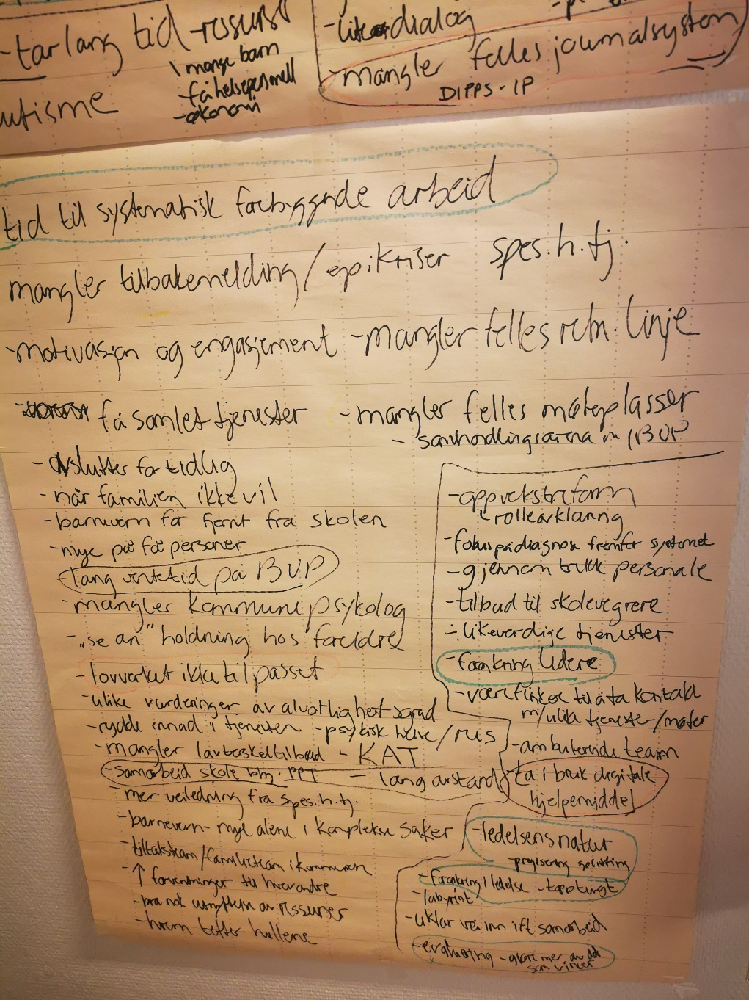 -tar lang tid -ressurs
\ mange barn
-få helsepersonell
-økonomi
utisme
-lite dialog
-mangler felles journalsystem
DIPPS-IP
tid til systematisk forebyggende arbeid
mangler tilbakemelding/epikriser spes.h.tj.
-motivasjon og engasjement -mangler felles retn.linje
få samlet tjenester -mangler felles møteplasser
- samhandlingsarena m/BUP
-Avslutter for tidlig
-når familien ikke vil
-barnevern for fjernt fra skolen
-mye på få personer
-lang ventetid på BUP
-mangler kommunepsykolog
-"se an" holdning hos foreldre
-lovverket ikke tilpasset
-ulike vurderinger av alvorlighetsgrad
-rydde innad i tjenesten -psykisk helse/rus
-mangler lavterskeltilbud - KAT
-samarbeid skole bhg. PPT - lang avstand
-mer veiledning fra spes.h.tj.
-barnevern- mye alene i komplekse saker
-tiltaksteam/familieteam i kommunen
-↑ forventninger til hverandre
-bra nok utnyttelse av ressurser
-hvem tetter hullene
-oppvekstreform
rolleavklaring
-fokus på diagnose fremfor systemet
-gjennomtrekk personale
-tilbud til skolevegrere
÷ likeverdige tjenester
-forankring ledere
-være flinkere til å ta kontakt
m/ulike tjenester/møter
-ambulerende team
-ta i bruk digitale
hjelpemiddel
-ledelsens natur
splitting
-forankring i ledelse -topptungt
-labyrint
-uklar vei inn ift samarbeid
-evaluering -gjøre mer av det
som virker